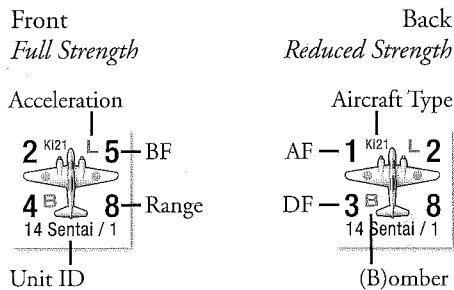 Front
Full Strength
Back
Reduced Strength
Acceleration
2 Ki21 L 5 BF
4 B 8 Range
14 Sentai / 1
Unit ID
Aircraft Type
AF 1 Ki21 L 2
DF 3 B 8
14 Sentai / 1
(B)omber